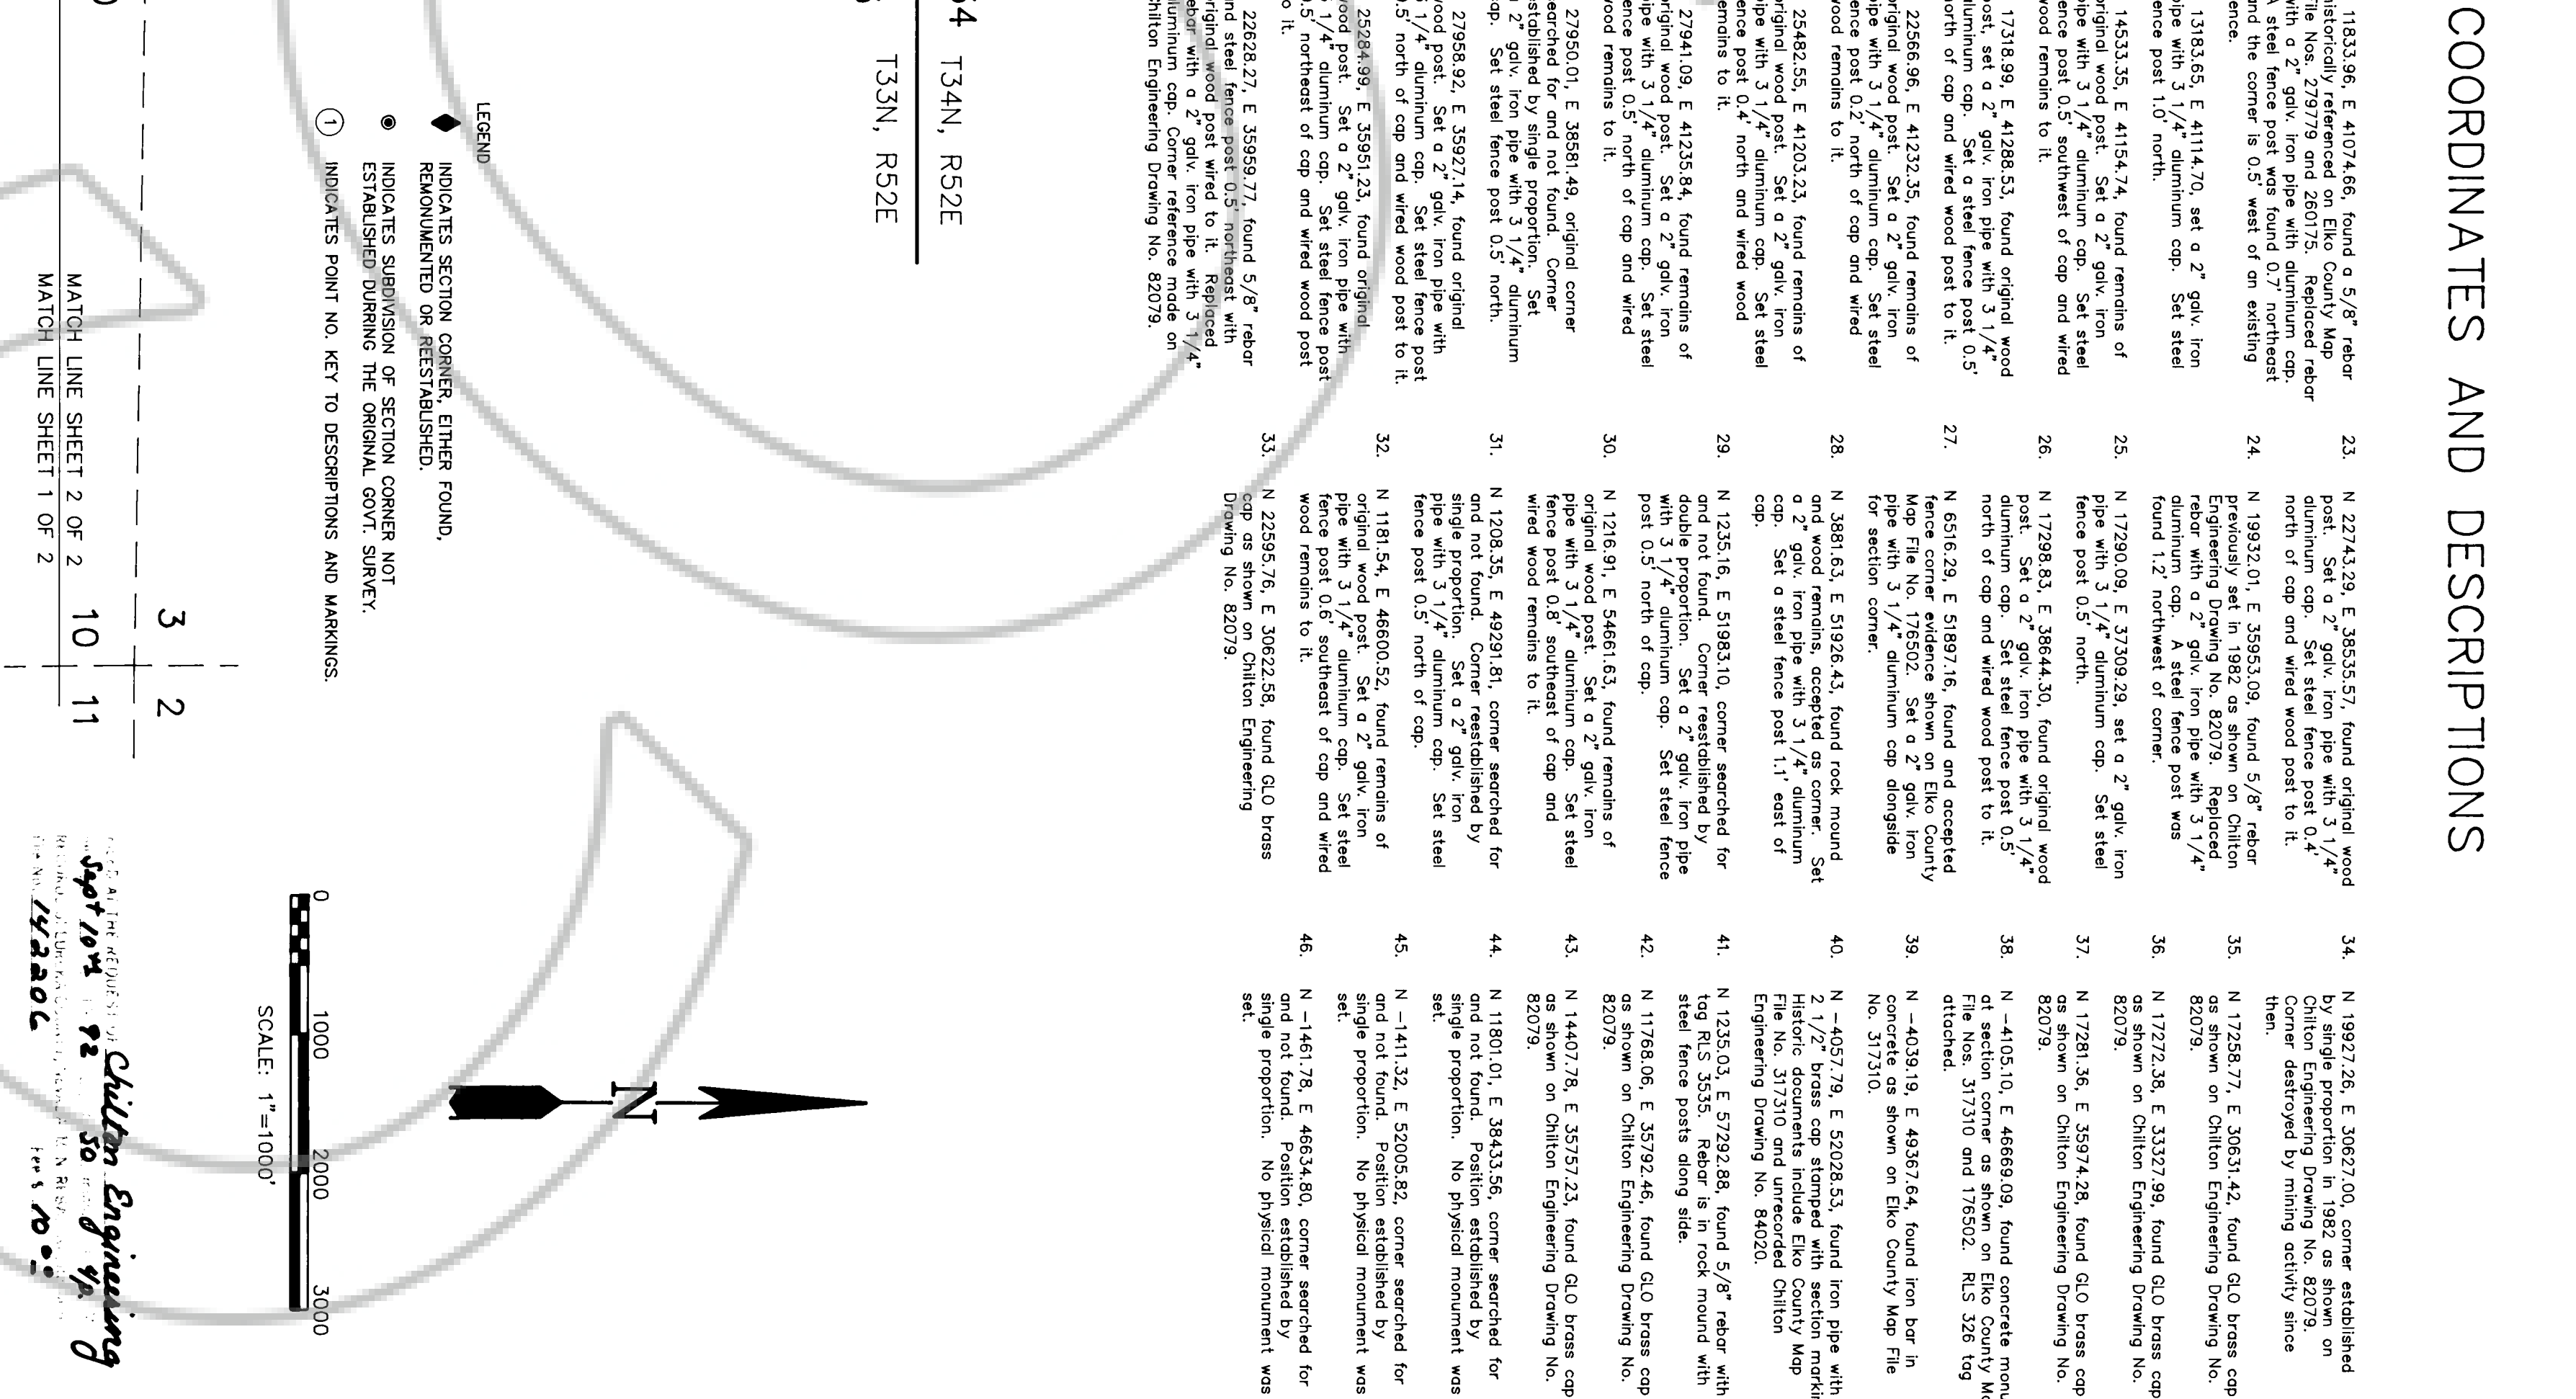 COORDINATES AND DESCRIPTIONS
11833.96, E 41074.66, found a 5/8" rebar
historically referenced on Elko County Map
File Nos. 279779 and 260175. Replaced rebar
with a 2" galv. iron pipe with aluminum cap.
A steel fence post was found 0.7' northeast
and the corner is 0.5' west of an existing
fence.
13183.65, E 41114.70, set a 2" galv. iron
pipe with 3 1/4" aluminum cap. Set steel
fence post 1.0' north.
14533.35, E 41154.74, found remains of
original wood post. Set a 2" galv. iron
pipe with 3 1/4" aluminum cap. Set steel
fence post 0.5' southwest of cap and wired
wood remains to it.
17318.99, E 41288.53, found original wood
post, set a 2" galv. iron pipe with 3 1/4"
aluminum cap. Set a steel fence post 0.5'
north of cap and wired wood post to it.
22566.96, E 41232.35, found remains of
original wood post. Set a 2" galv. iron
pipe with 3 1/4" aluminum cap. Set steel
fence post 0.2' north of cap and wired
wood remains to it.
25482.55, E 41203.23, found remains of
original wood post. Set a 2" galv. iron
pipe with 3 1/4" aluminum cap. Set steel
fence post 0.4' north and wired wood
remains to it.
27941.09, E 41235.84, found remains of
original wood post. Set a 2" galv. iron
pipe with 3 1/4" aluminum cap. Set steel
fence post 0.5' north of cap and wired
wood remains to it.
27950.01, E 38581.49, original corner
searched for and not found. Corner
established by single proportion. Set
a 2" galv. iron pipe with 3 1/4" aluminum
cap. Set steel fence post 0.5' north.
27958.92, E 35927.14, found original
wood post. Set a 2" galv. iron pipe with
3 1/4" aluminum cap. Set steel fence post
0.5' north of cap and wired wood post to it.
25284.99, E 35951.23, found original
wood post. Set a 2" galv. iron pipe with
3 1/4" aluminum cap. Set steel fence post
0.5' northeast of cap and wired wood post
to it.
22628.27, E 35959.77, found 5/8" rebar
and steel fence post 0.5' northeast with
original wood post wired to it. Replaced
rebar with a 2" galv. iron pipe with 3 1/4"
aluminum cap. Corner reference made on
Chilton Engineering Drawing No. 82079.
23. N 22743.29, E 38535.57, found original wood
post. Set a 2" galv. iron pipe with 3 1/4"
aluminum cap. Set steel fence post 0.4'
north of cap and wired wood post to it.
24. N 19932.01, E 35953.09, found 5/8" rebar
previously set in 1982 as shown on Chilton
Engineering Drawing No. 82079. Replaced
rebar with a 2" galv. iron pipe with 3 1/4"
aluminum cap. A steel fence post was
found 1.2' northwest of corner.
25. N 17290.09, E 37309.29, set a 2" galv. iron
pipe with 3 1/4" aluminum cap. Set steel
fence post 0.5' north.
26. N 17298.83, E 38644.30, found original wood
post. Set a 2" galv. iron pipe with 3 1/4"
aluminum cap. Set steel fence post 0.5'
north of cap and wired wood post to it.
27. N 6516.29, E 51897.16, found and accepted
fence corner evidence shown on Elko County
Map File No. 176502. Set a 2" galv. iron
pipe with 3 1/4" aluminum cap alongside
for section corner.
28. N 3881.63, E 51926.43, found rock mound
and wood remains, accepted as corner. Set
a 2" galv. iron pipe with 3 1/4" aluminum
cap. Set a steel fence post 1.1' east of
cap.
29. N 1235.16, E 51983.10, corner searched for
and not found. Corner reestablished by
double proportion. Set a 2" galv. iron pipe
with 3 1/4" aluminum cap. Set steel fence
post 0.5' north of cap.
30. N 1216.91, E 54661.63, found remains of
original wood post. Set a 2" galv. iron
pipe with 3 1/4" aluminum cap. Set steel
fence post 0.8' southeast of cap and
wired wood remains to it.
31. N 1208.35, E 49291.81, corner searched for
and not found. Corner reestablished by
single proportion. Set a 2" galv. iron
pipe with 3 1/4" aluminum cap. Set steel
fence post 0.5' north of cap.
32. N 1181.54, E 46600.52, found remains of
original wood post. Set a 2" galv. iron
pipe with 3 1/4" aluminum cap. Set steel
fence post 0.6' southeast of cap and wired
wood remains to it.
33. N 22595.76, E 30622.58, found GLO brass
cap as shown on Chilton Engineering
Drawing No. 82079.
34. N 19927.26, E 30627.00, corner established
by single proportion in 1982 as shown on
Chilton Engineering Drawing No. 82079.
Corner destroyed by mining activity since
then.
35. N 17258.77, E 30631.42, found GLO brass cap
as shown on Chilton Engineering Drawing No.
82079.
36. N 17272.38, E 33327.99, found GLO brass cap
as shown on Chilton Engineering Drawing No.
82079.
37. N 17281.36, E 35974.28, found GLO brass cap
as shown on Chilton Engineering Drawing No.
82079.
38. N -4105.10, E 46669.09, found concrete monu
at section corner as shown on Elko County Ma
File Nos. 317310 and 176502. RLS 326 tag
attached.
39. N -4039.19, E 49367.64, found iron bar in
concrete as shown on Elko County Map File
No. 317310.
40. N -4057.79, E 52028.53, found iron pipe with
2 1/2" brass cap stamped with section markin
Historic documents include Elko County Map
File No. 317310 and unrecorded Chilton
Engineering Drawing No. 84020.
41. N 1235.03, E 57292.88, found 5/8" rebar with
tag RLS 3535. Rebar is in rock mound with
steel fence posts along side.
42. N 11768.06, E 35792.46, found GLO brass cap
as shown on Chilton Engineering Drawing No.
82079.
43. N 14407.78, E 35757.23, found GLO brass cap
as shown on Chilton Engineering Drawing No.
82079.
44. N 11801.01, E 38433.56, corner searched for
and not found. Position established by
single proportion. No physical monument was
set.
45. N -1411.32, E 52005.82, corner searched for
and not found. Position established by
single proportion. No physical monument was
set.
46. N -1461.78, E 46634.80, corner searched for
and not found. Position established by
single proportion. No physical monument was
set.
T34N, R52E
T33N, R52E
LEGEND
INDICATES SECTION CORNER, EITHER FOUND,
REMONUMENTED OR REESTABLISHED.
INDICATES SUBDIVISION OF SECTION CORNER NOT
ESTABLISHED DURRING THE ORIGINAL GOVT. SURVEY.
1 INDICATES POINT NO. KEY TO DESCRIPTIONS AND MARKINGS.
3 2
10 11
MATCH LINE SHEET 2 OF 2
MATCH LINE SHEET 1 OF 2
N
0 1000 2000 3000
SCALE: 1"=1000'
AT THE REQUEST OF Chilton Engineering
Sept 10 92 50
File No. 142206 Fee $ 10